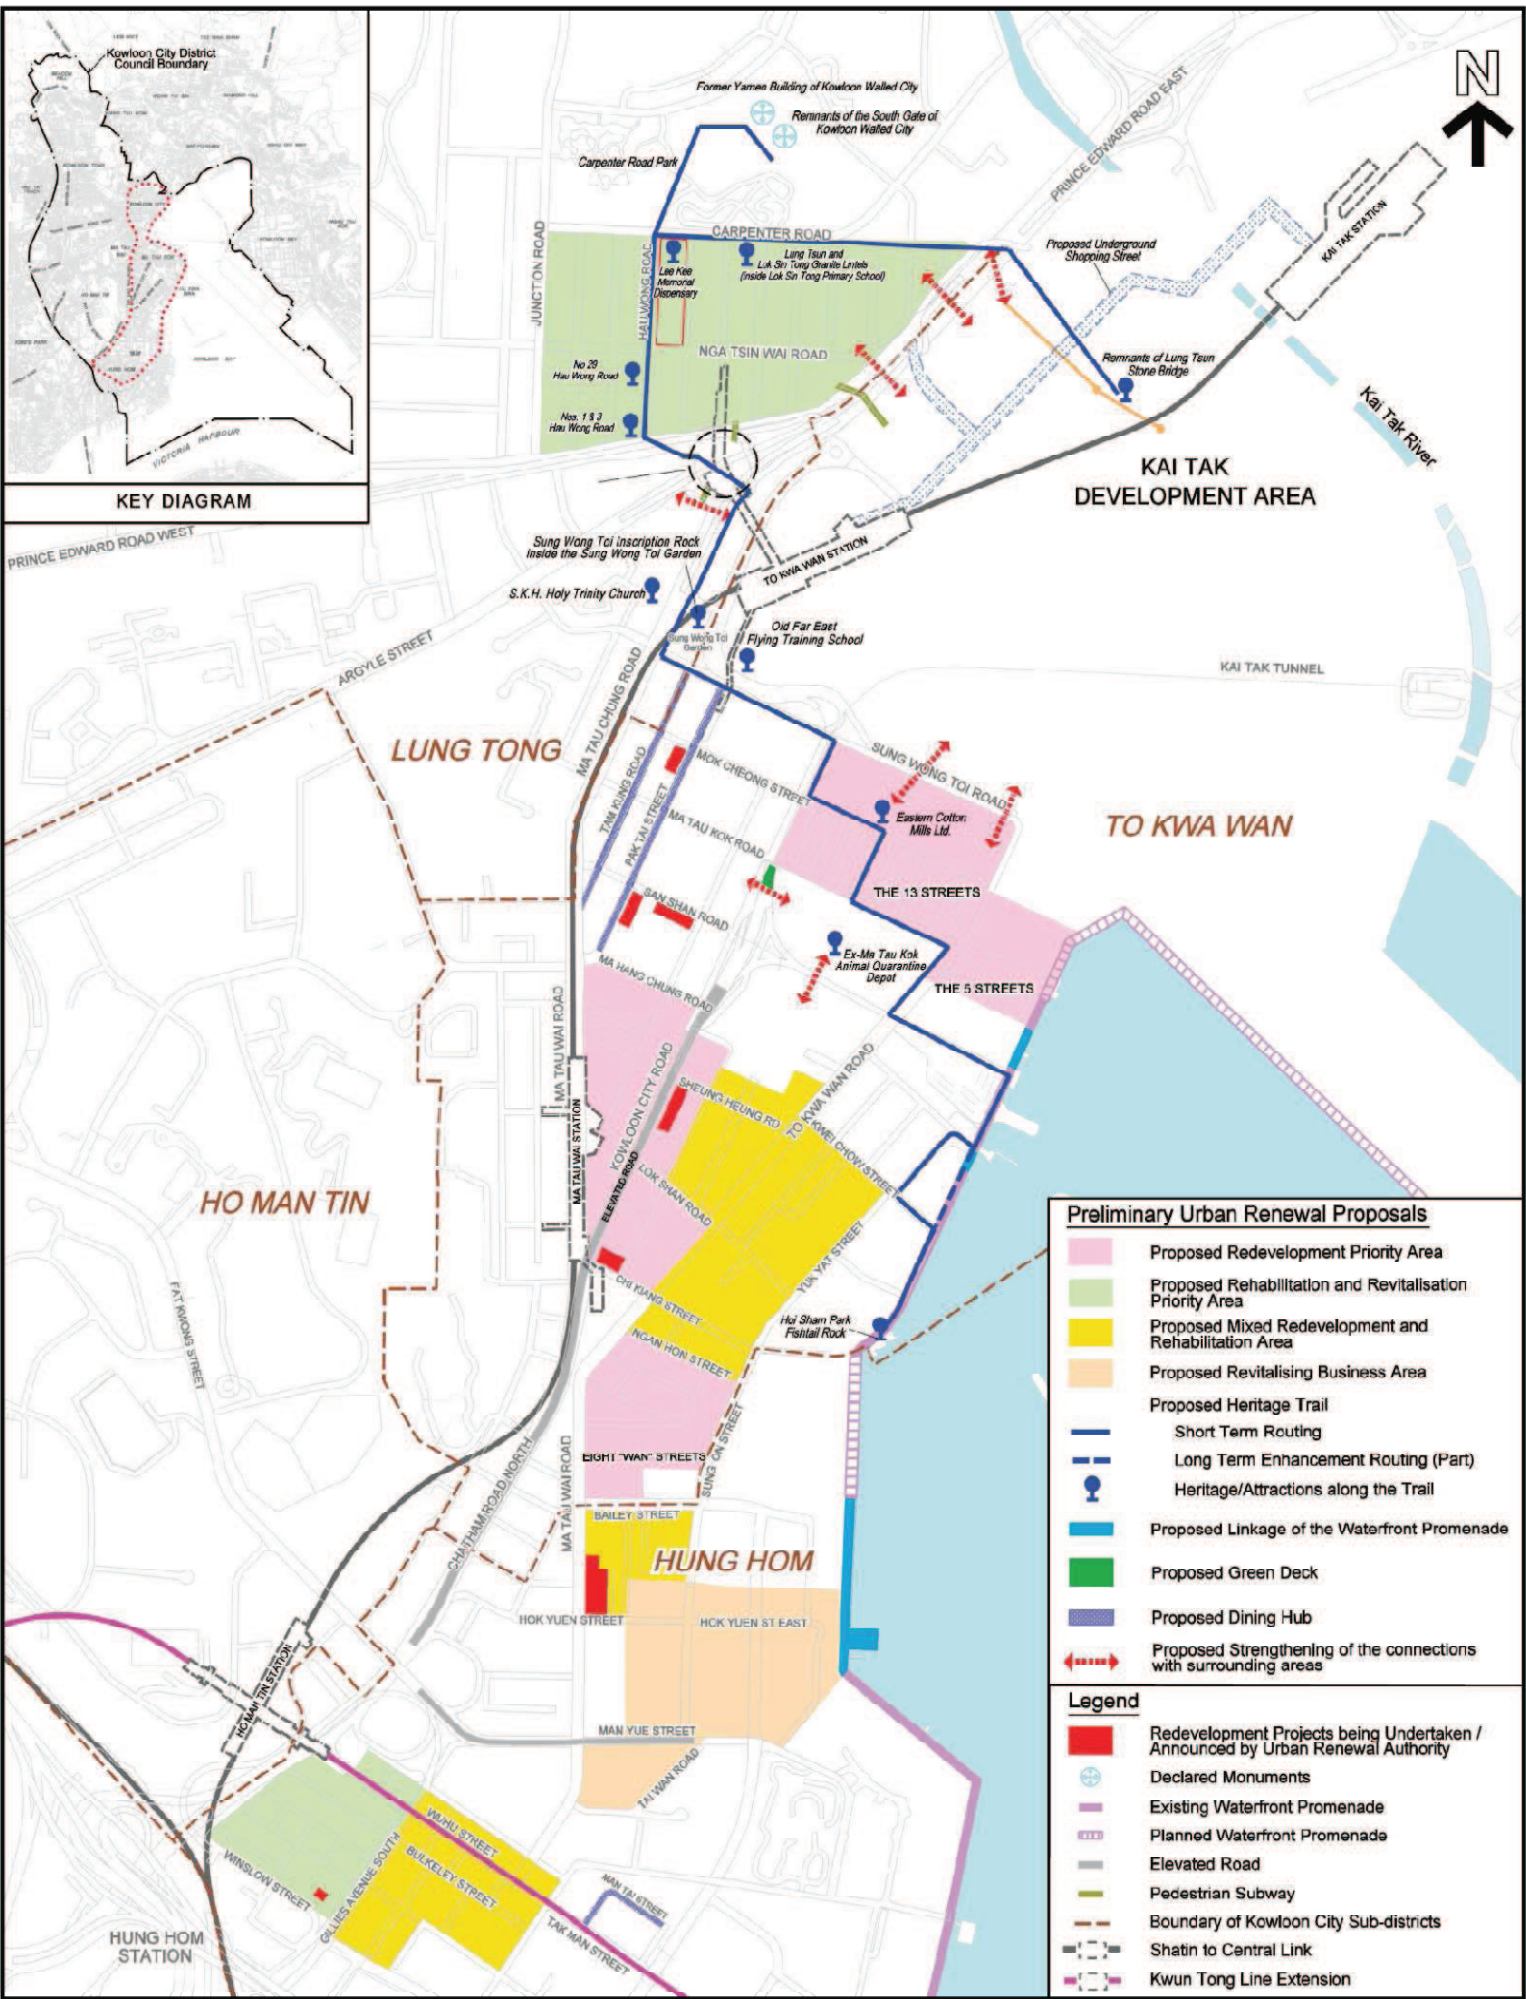 Kowloon City District
Council Boundary
VICTORIA HARBOUR
KEY DIAGRAM
N
Former Yamen Building of Kowloon Walled City
Remnants of the South Gate of
Kowloon Walled City
Carpenter Road Park
PRINCE EDWARD ROAD EAST
JUNCTION ROAD
HAU WONG ROAD
CARPENTER ROAD
Lee Kee
Memorial
Dispensary
Lung Tsun and
Lok Sin Tong Granite Lintels
(inside Lok Sin Tong Primary School)
Proposed Underground
Shopping Street
KAI TAK STATION
NGA TSIN WAI ROAD
No 29
Hau Wong Road
Nos. 1 & 3
Hau Wong Road
Remnants of Lung Tsun
Stone Bridge
Kai Tak River
KAI TAK
DEVELOPMENT AREA
PRINCE EDWARD ROAD WEST
Sung Wong Toi Inscription Rock
Inside the Sung Wong Toi Garden
TO KWA WAN STATION
S.K.H. Holy Trinity Church
Sung Wong Toi
Garden
Old Far East
Flying Training School
ARGYLE STREET
KAI TAK TUNNEL
LUNG TONG
MA TAU CHUNG ROAD
TAM KUNG ROAD
PAK TAI STREET
MOK CHEONG STREET
SUNG WONG TOI ROAD
MA TAU KOK ROAD
Eastern Cotton
Mills Ltd.
TO KWA WAN
THE 13 STREETS
SAN SHAN ROAD
Ex-Ma Tau Kok
Animal Quarantine
Depot
MA HANG CHUNG ROAD
THE 5 STREETS
MA TAU WAI ROAD
MA TAU WAI STATION
KOWLOON CITY ROAD
ELEVATED ROAD
SHEUNG HEUNG RD
TO KWA WAN ROAD
KWEI CHOW STREET
LOK SHAN ROAD
HO MAN TIN
YUK YAT STREET
CHI KIANG STREET
Hoi Sham Park
Fishtail Rock
NGAN HON STREET
FAT KWONG STREET
EIGHT "WAN" STREETS
SUNG ON STREET
CHATHAM ROAD NORTH
MA TAU WAI ROAD
BAILEY STREET
HUNG HOM
HOK YUEN STREET
HOK YUEN ST EAST
HO MAN TIN STATION
MAN YUE STREET
TAI WAN ROAD
WUHU STREET
BULKELEY STREET
WINSLOW STREET
GILLIES AVENUE SOUTH
MAN TAI STREET
TAK MAN STREET
HUNG HOM
STATION
Preliminary Urban Renewal Proposals
Proposed Redevelopment Priority Area
Proposed Rehabilitation and Revitalisation
Priority Area
Proposed Mixed Redevelopment and
Rehabilitation Area
Proposed Revitalising Business Area
Proposed Heritage Trail
Short Term Routing
Long Term Enhancement Routing (Part)
Heritage/Attractions along the Trail
Proposed Linkage of the Waterfront Promenade
Proposed Green Deck
Proposed Dining Hub
Proposed Strengthening of the connections
with surrounding areas
Legend
Redevelopment Projects being Undertaken /
Announced by Urban Renewal Authority
Declared Monuments
Existing Waterfront Promenade
Planned Waterfront Promenade
Elevated Road
Pedestrian Subway
Boundary of Kowloon City Sub-districts
Shatin to Central Link
Kwun Tong Line Extension